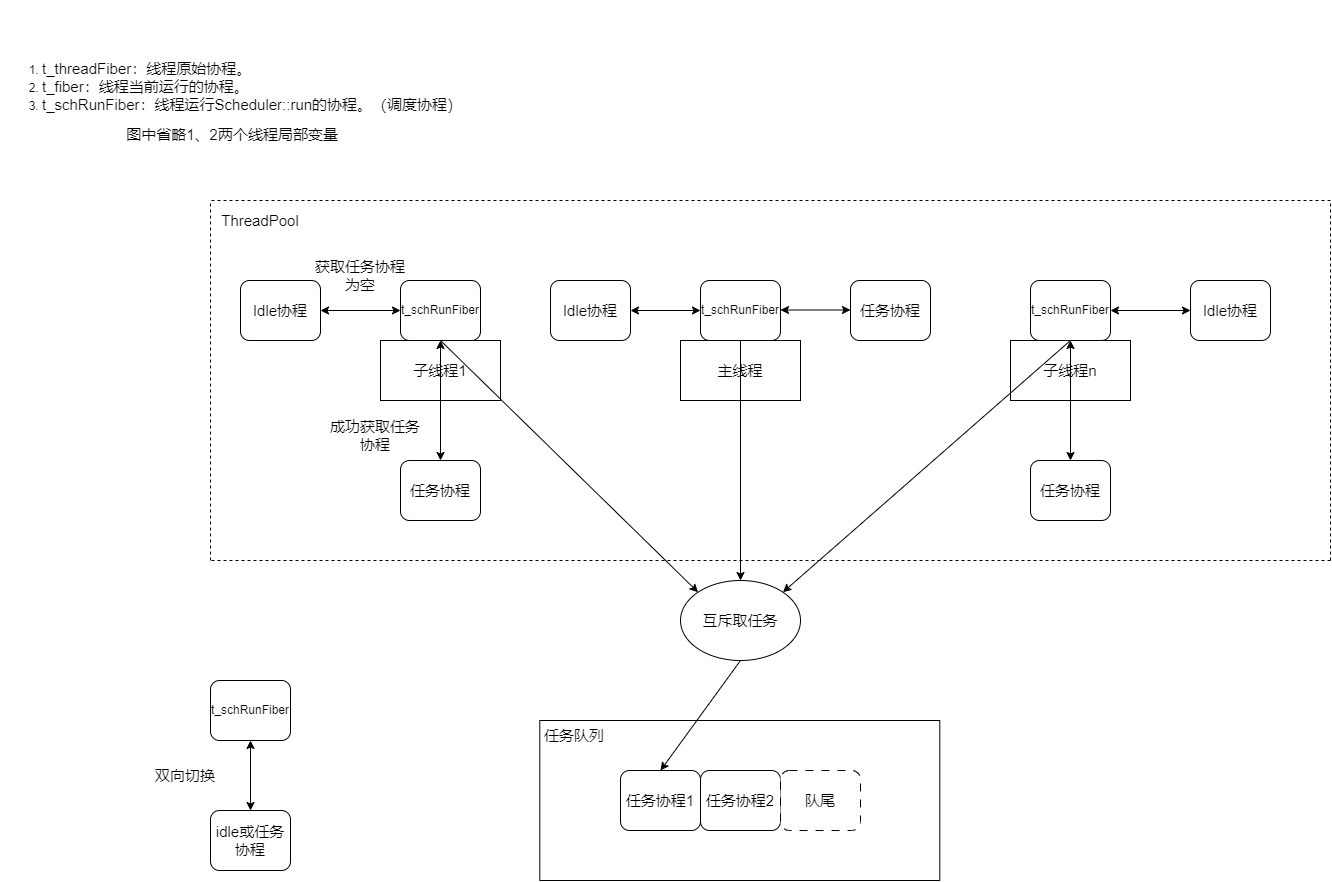 1. t_threadFiber：线程原始协程。
2. t_fiber：线程当前运行的协程。
3. t_schRunFiber：线程运行Scheduler::run的协程。（调度协程）
图中省略1、2两个线程局部变量
ThreadPool
获取任务协程
为空
Idle协程
t_schRunFiber
Idle协程
t_schRunFiber
任务协程
t_schRunFiber
Idle协程
子线程1
主线程
子线程n
成功获取任务
协程
任务协程
任务协程
互斥取任务
t_schRunFiber
任务队列
双向切换
任务协程1
任务协程2
队尾
idle或任务
协程